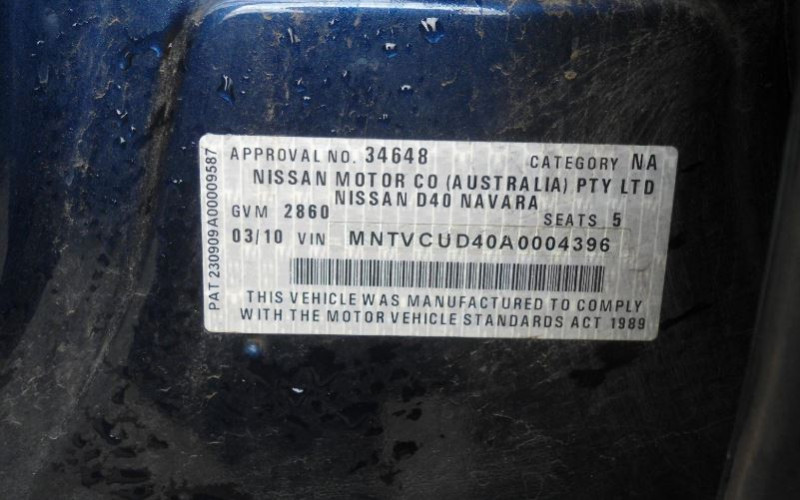 APPROVAL NO. 34648 CATEGORY NA
NISSAN MOTOR CO (AUSTRALIA) PTY LTD
NISSAN D40 NAVARA
GVM 2860 SEATS 5
03/10 VIN MNTVCUD40A0004396
THIS VEHICLE WAS MANUFACTURED TO COMPLY
WITH THE MOTOR VEHICLE STANDARDS ACT 1989
PAT 230909A00009587